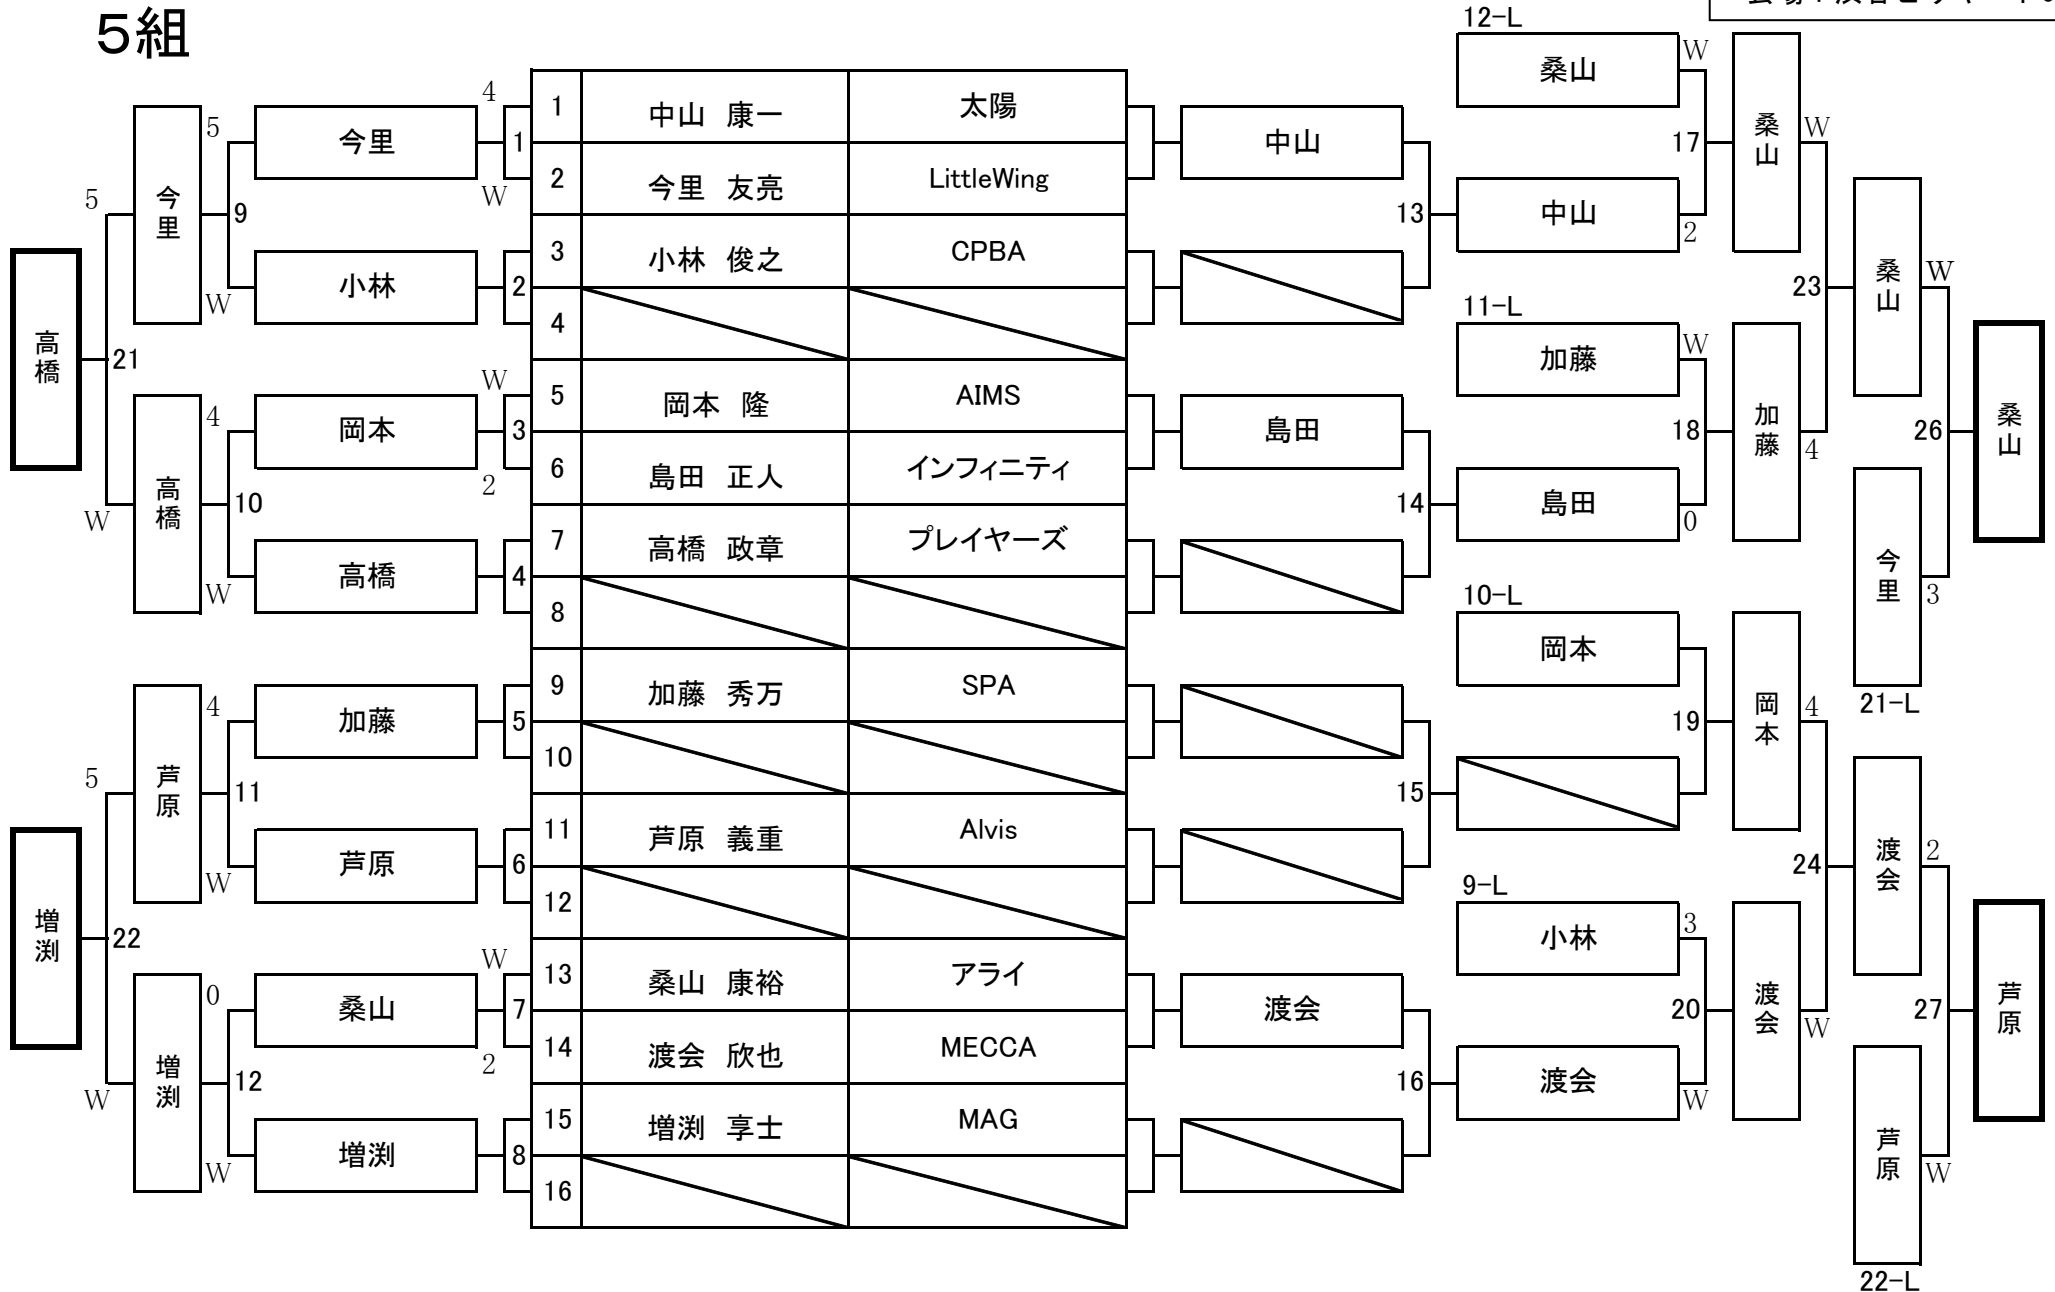 5組
12-L
4
W
1 中山 康一 太陽
桑山
5
今里
1
中山
17
桑山
W
2 今里 友亮 LittleWing
5
今里
W
9
13
中山
2
3 小林 俊之 CPBA
W
小林
2
23
桑山
W
4
11-L
高橋
21
W
加藤
W
5 岡本 隆 AIMS
4
岡本
3
島田
18
加藤
4
26
桑山
6 島田 正人 インフィニティ
2
W
高橋
10
14
島田
0
今里
3
7 高橋 政章 プレイヤーズ
W
高橋
4
8
10-L
岡本
9 加藤 秀万 SPA
4
加藤
5
19
岡本
4
21-L
10
5
芦原
11
15
11 芦原 義重 Alvis
W
芦原
6
24
渡会
2
12
9-L
増渕
22
W
小林
3
13 桑山 康裕 アライ
0
桑山
7
渡会
20
渡会
W
27
芦原
14 渡会 欣也 MECCA
2
W
増渕
12
16
渡会
W
15 増渕 享士 MAG
W
増渕
8
芦原
W
16
22-L